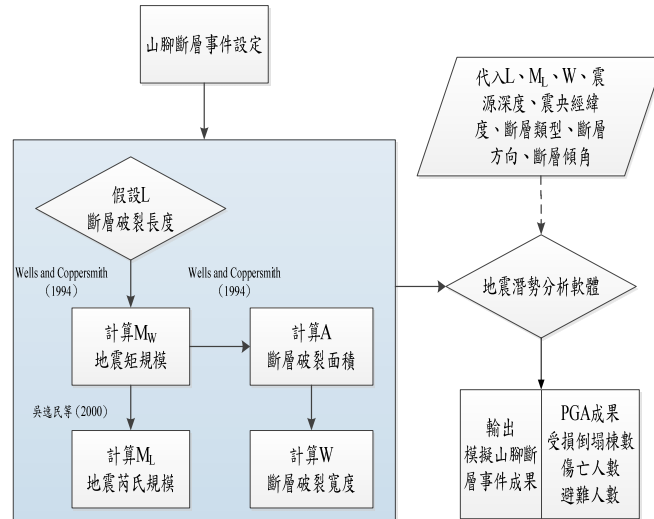 山腳斷層事件設定
代入L、ML、W、震
源深度、震央經緯
度、斷層類型、斷層
方向、斷層傾角
假設L
斷層破裂長度
Wells and Coppersmith
(1994)
Wells and Coppersmith
(1994)
地震潛勢分析軟體
計算MW
地震矩規模
計算A
斷層破裂面積
吳逸民等(2000)
計算ML
地震芮氏規模
計算W
斷層破裂寬度
輸出
模擬山腳斷
層事件成果
PGA成果
受損倒塌棟數
傷亡人數
避難人數